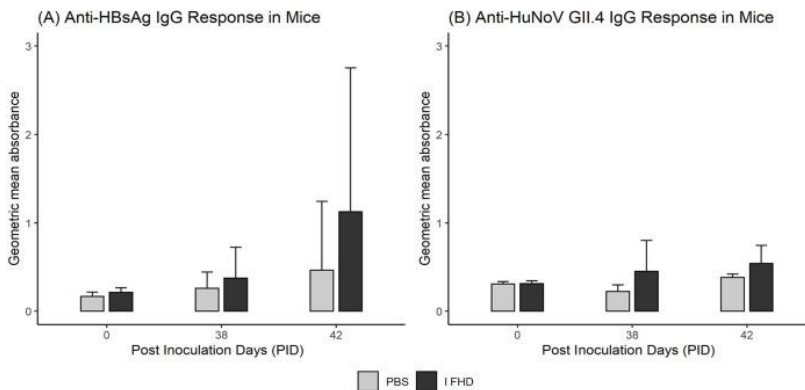 (A) Anti-HBsAg IgG Response in Mice
Geometric mean absorbance
3
2
1
0
0 38 42
Post Inoculation Days (PID)
(B) Anti-HuNoV GII.4 IgG Response in Mice
Geometric mean absorbance
3
2
1
0
0 38 42
Post Inoculation Days (PID)
PBS I FHD